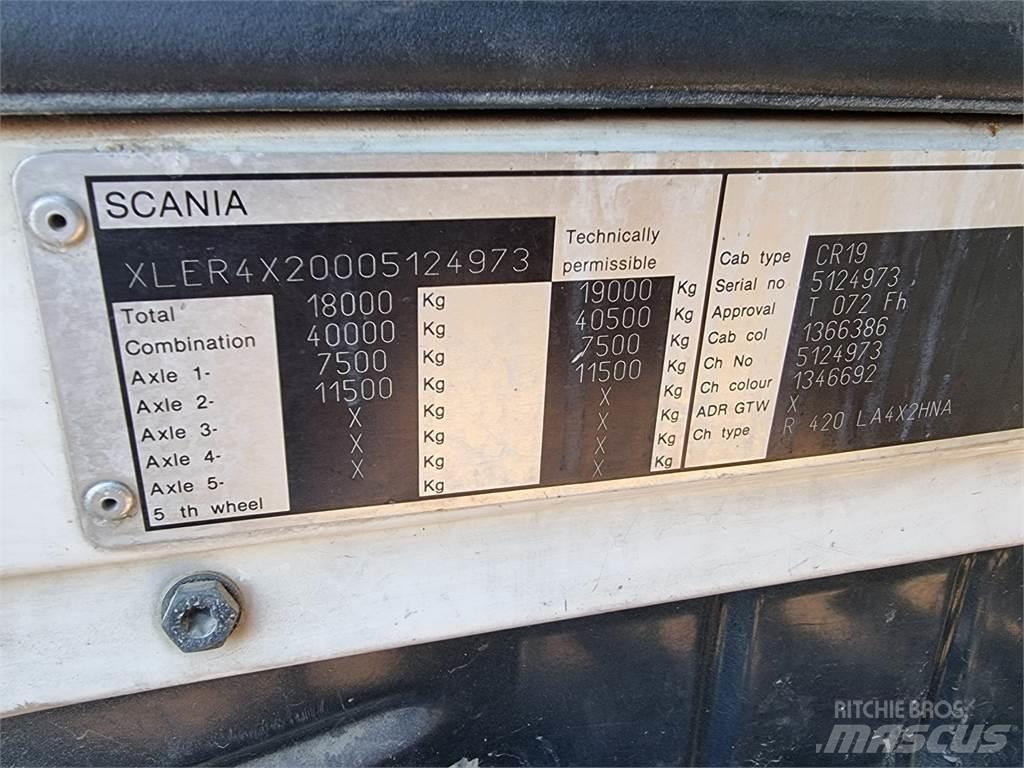 SCANIA
XLER4X20005124973
Technically
permissible
Total 18000 Kg 19000 Kg
Combination 40000 Kg 40500 Kg
Axle 1- 7500 Kg 7500 Kg
Axle 2- 11500 Kg 11500 Kg
Axle 3- X Kg X Kg
Axle 4- X Kg X Kg
Axle 5- X Kg X Kg
5 th wheel Kg
Cab type CR19
Serial no 5124973
Approval T 072 Fh
Cab col 1366386
Ch No 5124973
Ch colour 1346692
ADR GTW X
Ch type R 420 LA4X2HNA
RITCHIE BROS.
MASCUS